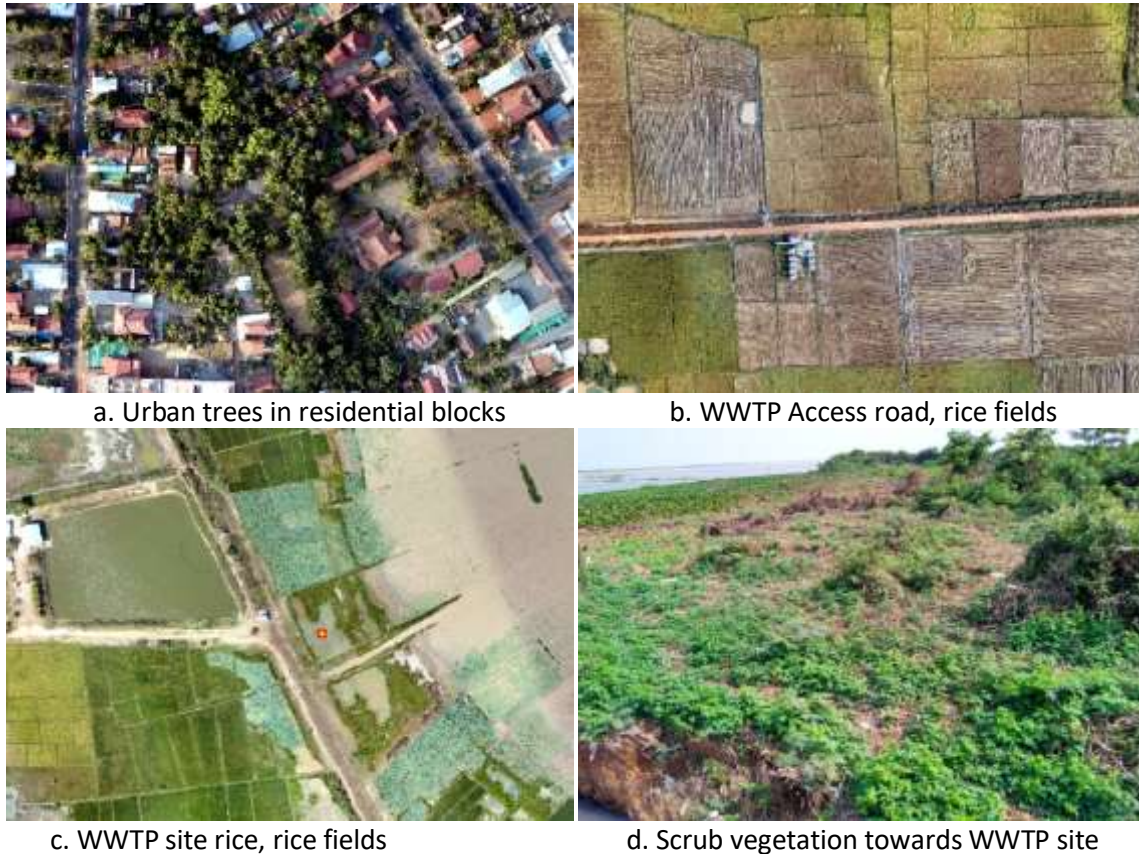 a. Urban trees in residential blocks
b. WWTP Access road, rice fields
c. WWTP site rice, rice fields
d. Scrub vegetation towards WWTP site